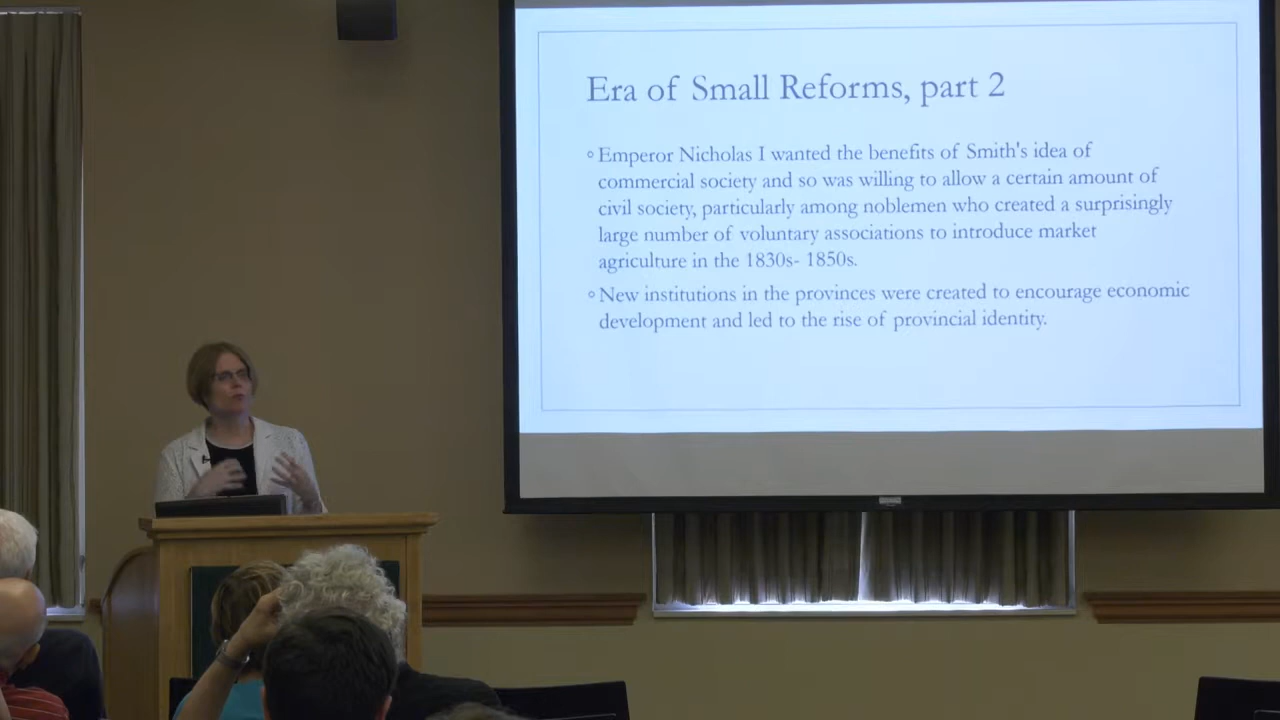 Era of Small Reforms, part 2
◦ Emperor Nicholas I wanted the benefits of Smith's idea of
commercial society and so was willing to allow a certain amount of
civil society, particularly among noblemen who created a surprisingly
large number of voluntary associations to introduce market
agriculture in the 1830s- 1850s.
◦ New institutions in the provinces were created to encourage economic
development and led to the rise of provincial identity.